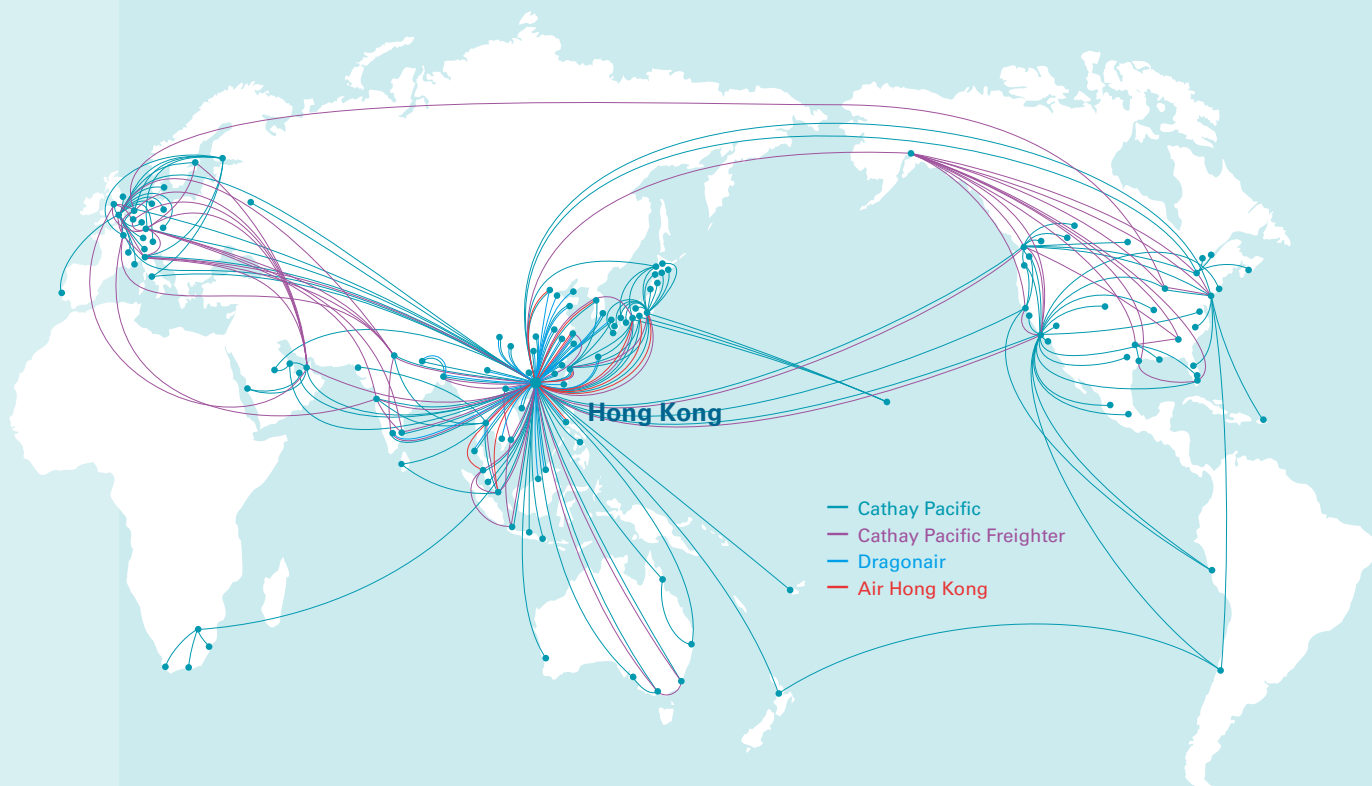 Hong Kong
Cathay Pacific
Cathay Pacific Freighter
Dragonair
Air Hong Kong